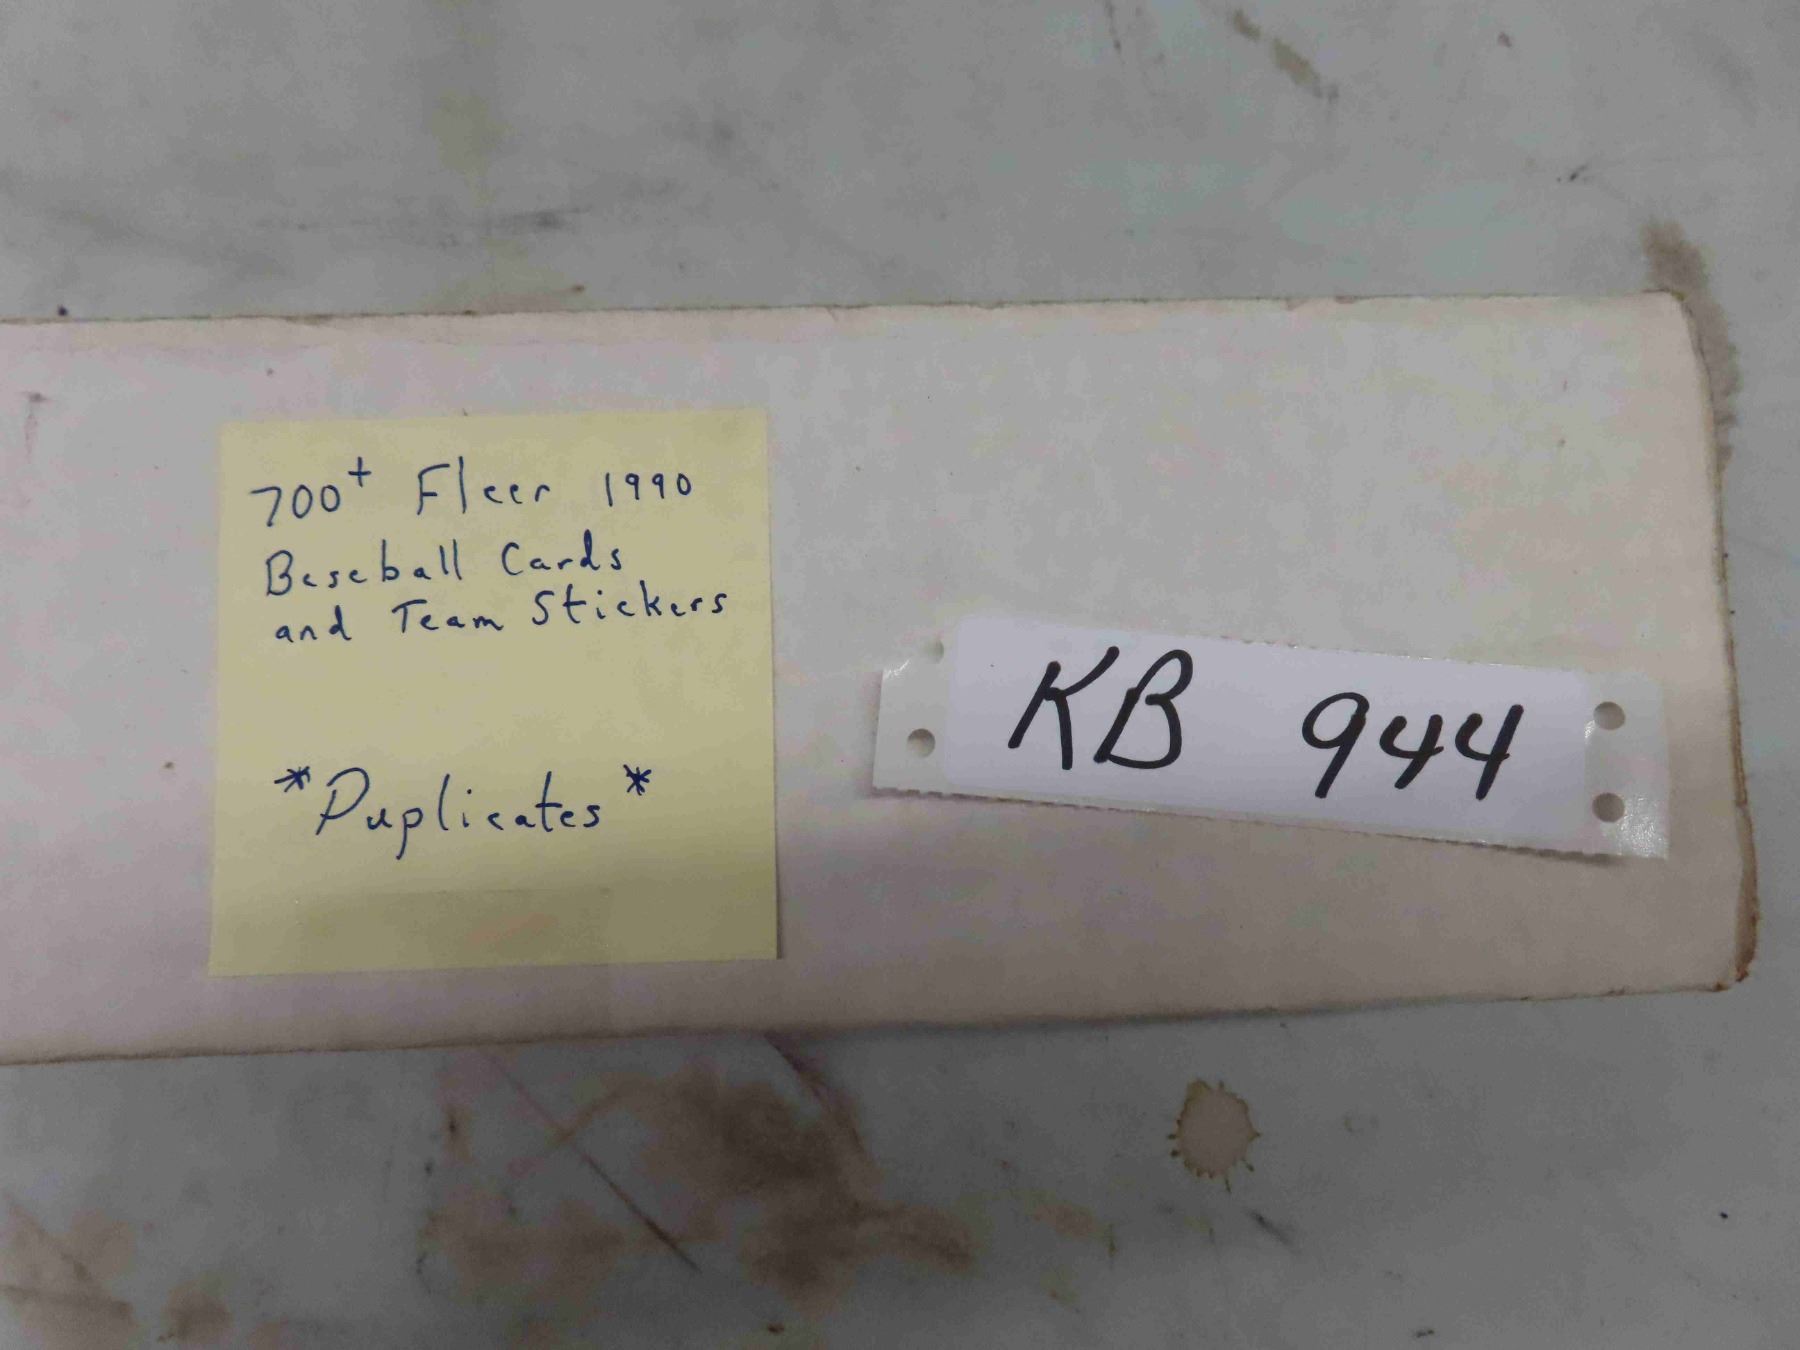 700+ Fleer 1990
Baseball Cards
and Team Stickers
*Duplicates*
KB 944